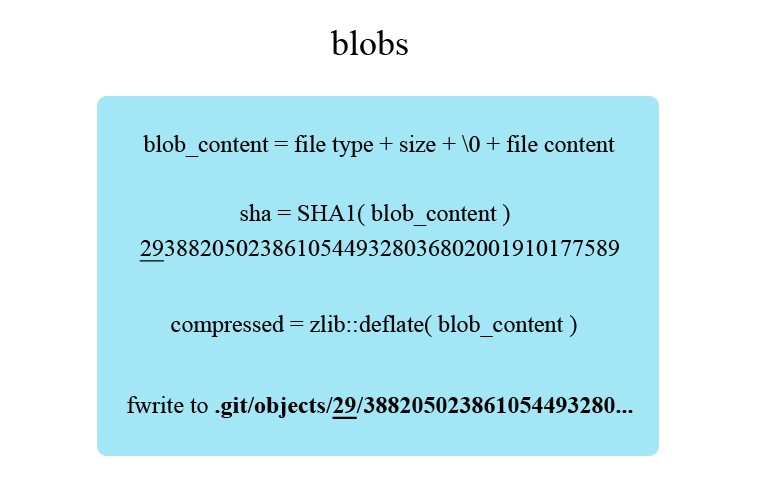 blobs
blob_content = file type + size + \0 + file content
sha = SHA1( blob_content )
2938820502386105449328036802001910177589
compressed = zlib::deflate( blob_content )
fwrite to .git/objects/29/388205023861054493280...